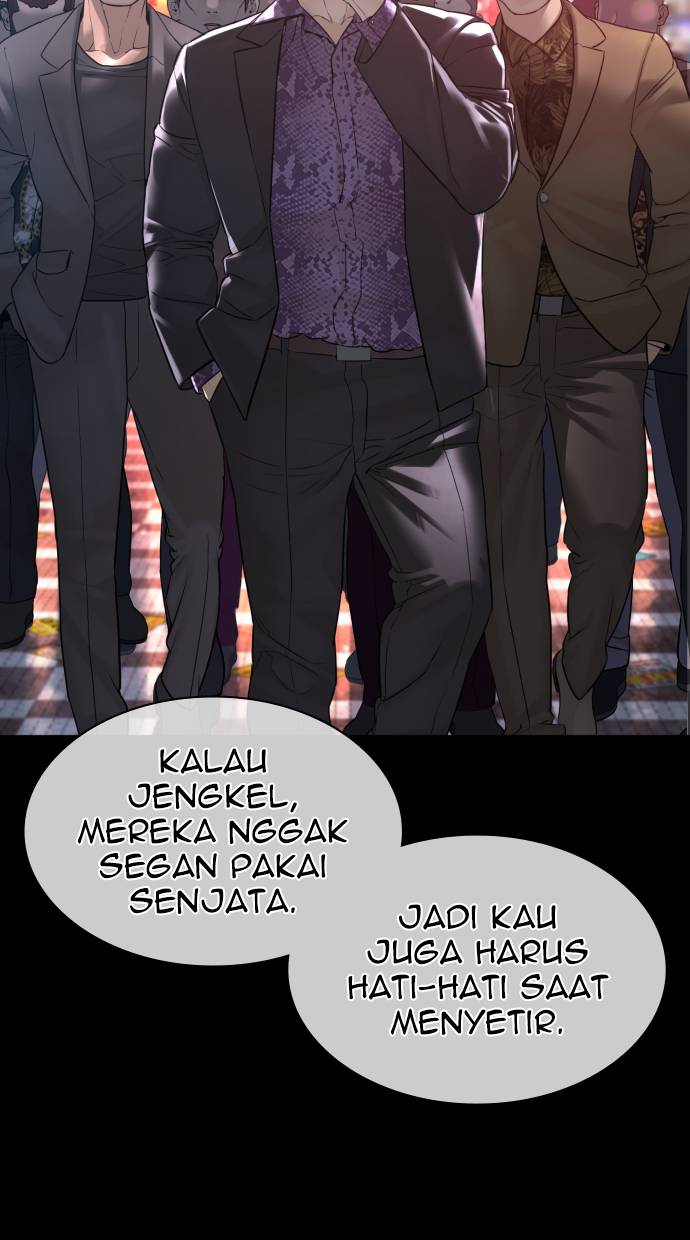 KALAU
JENGKEL,
MEREKA NGGAK
SEGAN PAKAI
SENJATA.
JADI KAU
JUGA HARUS
HATI-HATI SAAT
MENYETIR.